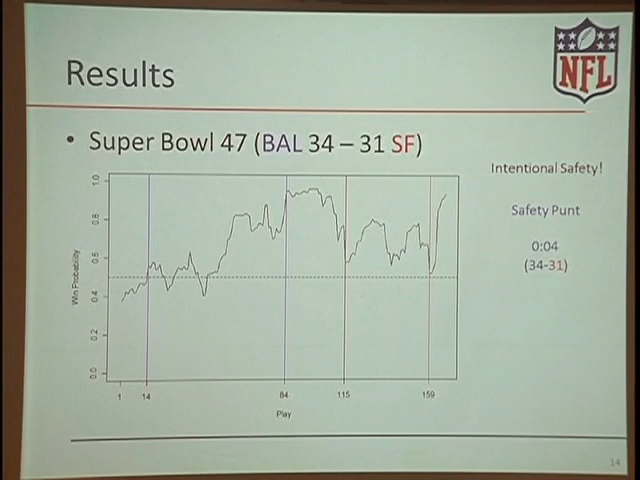 NFL
Results
• Super Bowl 47 (BAL 34 – 31 SF)
Intentional Safety!
Safety Punt
0:04
(34-31)
Win Probability
1.0
0.8
0.6
0.4
0.2
0.0
1 14 84 115 159
Play
14